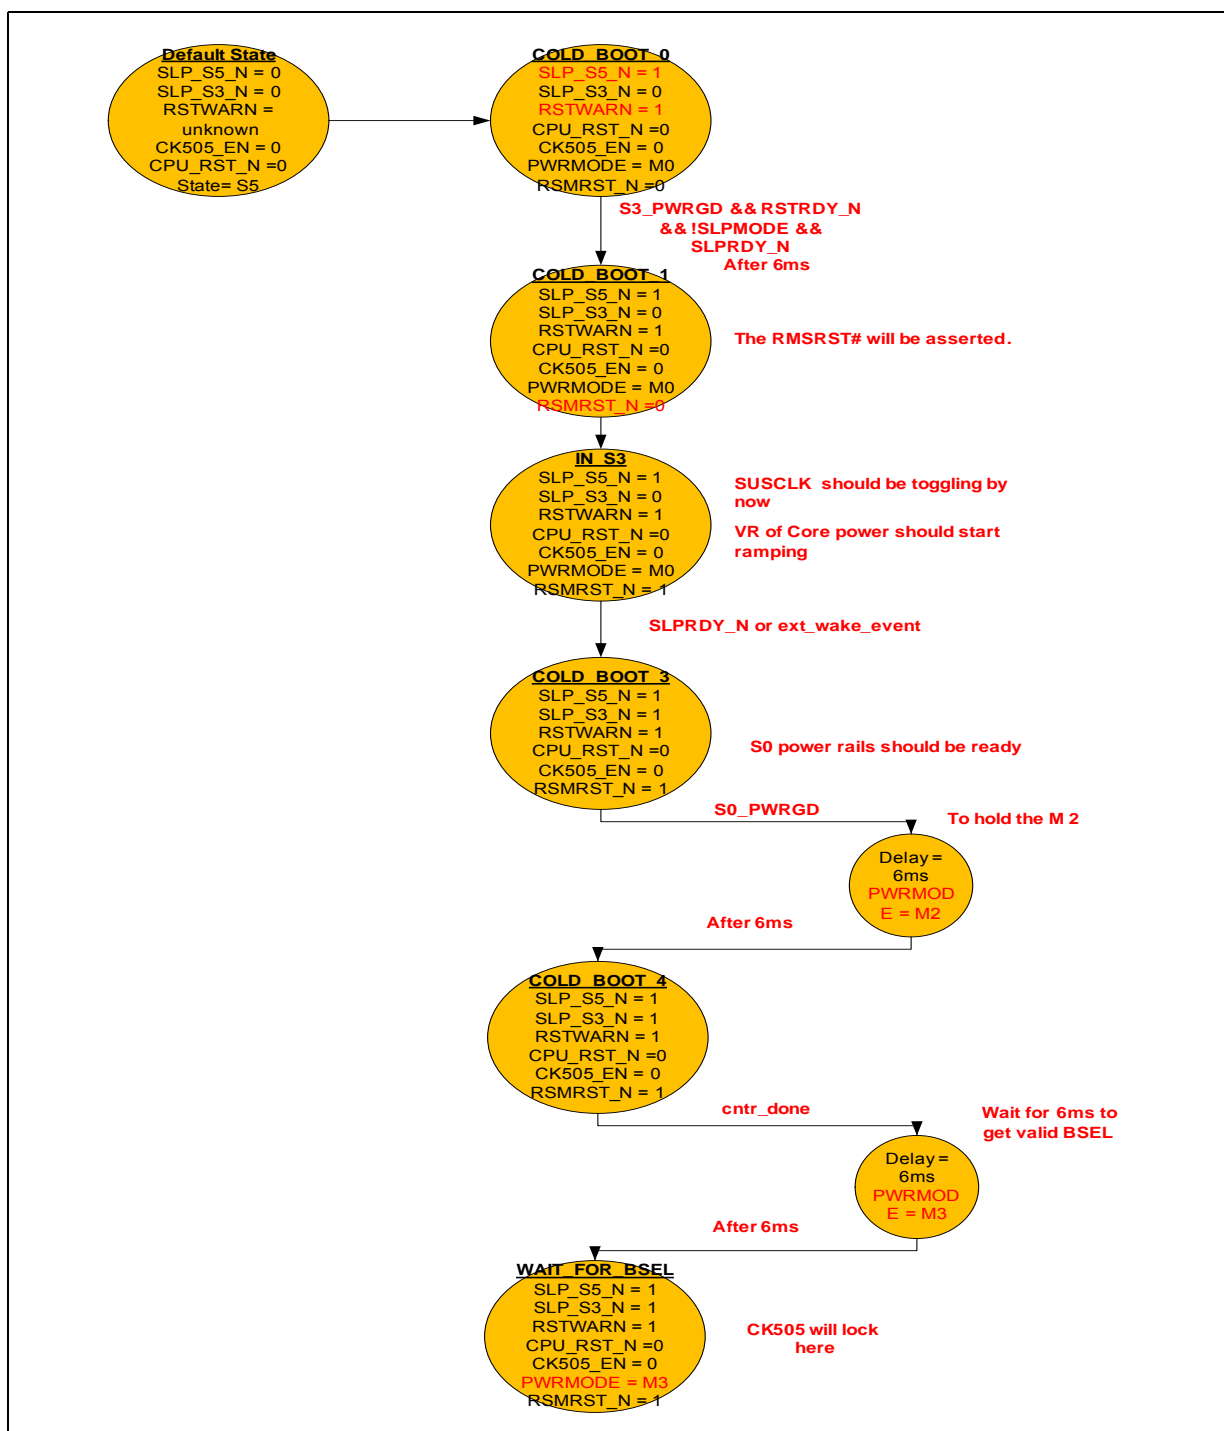 Default State
SLP_S5_N = 0
SLP_S3_N = 0
RSTWARN =
unknown
CK505_EN = 0
CPU_RST_N =0
State= S5
COLD_BOOT_0
SLP_S5_N = 1
SLP_S3_N = 0
RSTWARN = 1
CPU_RST_N =0
CK505_EN = 0
PWRMODE = M0
RSMRST_N =0
S3_PWRGD && RSTRDY_N
&& !SLPMODE &&
SLPRDY_N
After 6ms
COLD_BOOT_1
SLP_S5_N = 1
SLP_S3_N = 0
RSTWARN = 1
CPU_RST_N =0
CK505_EN = 0
PWRMODE = M0
RSMRST_N =0
The RMSRST# will be asserted.
IN_S3
SLP_S5_N = 1
SLP_S3_N = 0
RSTWARN = 1
CPU_RST_N =0
CK505_EN = 0
PWRMODE = M0
RSMRST_N = 1
SUSCLK should be toggling by
now
VR of Core power should start
ramping
SLPRDY_N or ext_wake_event
COLD_BOOT_3
SLP_S5_N = 1
SLP_S3_N = 1
RSTWARN = 1
CPU_RST_N =0
CK505_EN = 0
RSMRST_N = 1
S0 power rails should be ready
S0_PWRGD
To hold the M 2
Delay =
6ms
PWRMOD
E = M2
After 6ms
COLD_BOOT_4
SLP_S5_N = 1
SLP_S3_N = 1
RSTWARN = 1
CPU_RST_N =0
CK505_EN = 0
RSMRST_N = 1
cntr_done
Wait for 6ms to
get valid BSEL
Delay =
6ms
PWRMOD
E = M3
After 6ms
WAIT_FOR_BSEL
SLP_S5_N = 1
SLP_S3_N = 1
RSTWARN = 1
CPU_RST_N =0
CK505_EN = 0
PWRMODE = M3
RSMRST_N = 1
CK505 will lock
here